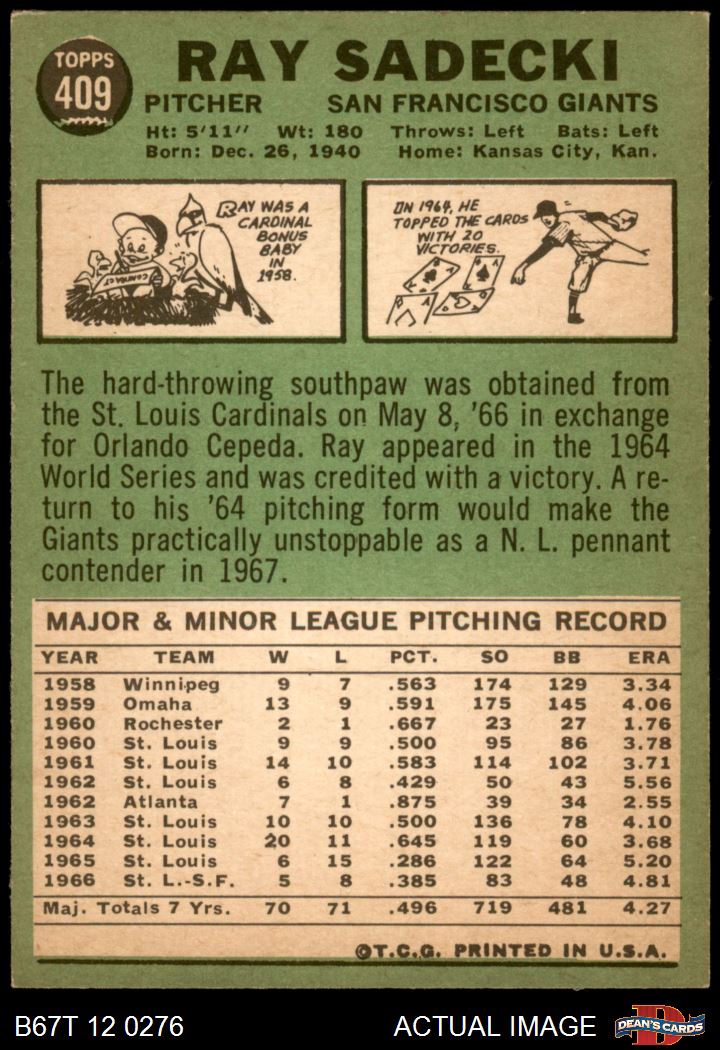 TOPPS
409
RAY SADECKI
PITCHER SAN FRANCISCO GIANTS
Ht: 5'11" Wt: 180 Throws: Left Bats: Left
Born: Dec. 26, 1940 Home: Kansas City, Kan.
RAY WAS A
CARDINAL
BONUS
BABY
IN
1958.
CONTRACT
IN 1964, HE
TOPPED THE CARDS
WITH 20
VICTORIES.
The hard-throwing southpaw was obtained from
the St. Louis Cardinals on May 8, '66 in exchange
for Orlando Cepeda. Ray appeared in the 1964
World Series and was credited with a victory. A re-
turn to his '64 pitching form would make the
Giants practically unstoppable as a N. L. pennant
contender in 1967.
MAJOR & MINOR LEAGUE PITCHING RECORD
YEAR TEAM W L PCT. SO BB ERA
1958 Winnipeg 9 7 .563 174 129 3.34
1959 Omaha 13 9 .591 175 145 4.06
1960 Rochester 2 1 .667 23 27 1.76
1960 St. Louis 9 9 .500 95 86 3.78
1961 St. Louis 14 10 .583 114 102 3.71
1962 St. Louis 6 8 .429 50 43 5.56
1962 Atlanta 7 1 .875 39 34 2.55
1963 St. Louis 10 10 .500 136 78 4.10
1964 St. Louis 20 11 .645 119 60 3.68
1965 St. Louis 6 15 .286 122 64 5.20
1966 St. L.-S.F. 5 8 .385 83 48 4.81
Maj. Totals 7 Yrs. 70 71 .496 719 481 4.27
©T.C.G. PRINTED IN U.S.A.
B67T 12 0276 ACTUAL IMAGE DEAN'S CARDS